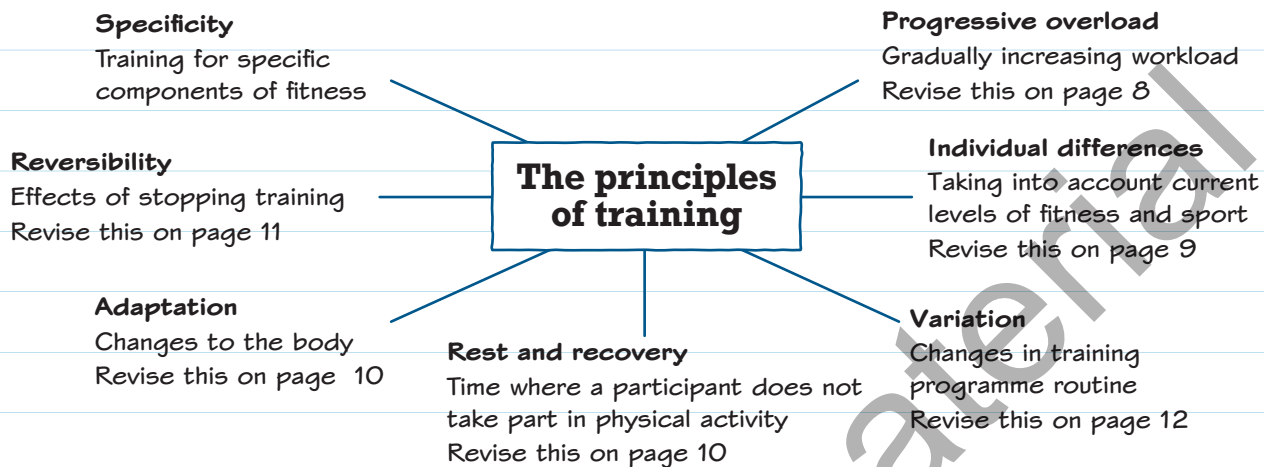 Specificity
Training for specific
components of fitness
Progressive overload
Gradually increasing workload
Revise this on page 8
Reversibility
Effects of stopping training
Revise this on page 11
The principles
of training
Individual differences
Taking into account current
levels of fitness and sport
Revise this on page 9
Adaptation
Changes to the body
Revise this on page 10
Rest and recovery
Time where a participant does not
take part in physical activity
Revise this on page 10
Variation
Changes in training
programme routine
Revise this on page 12
aterial